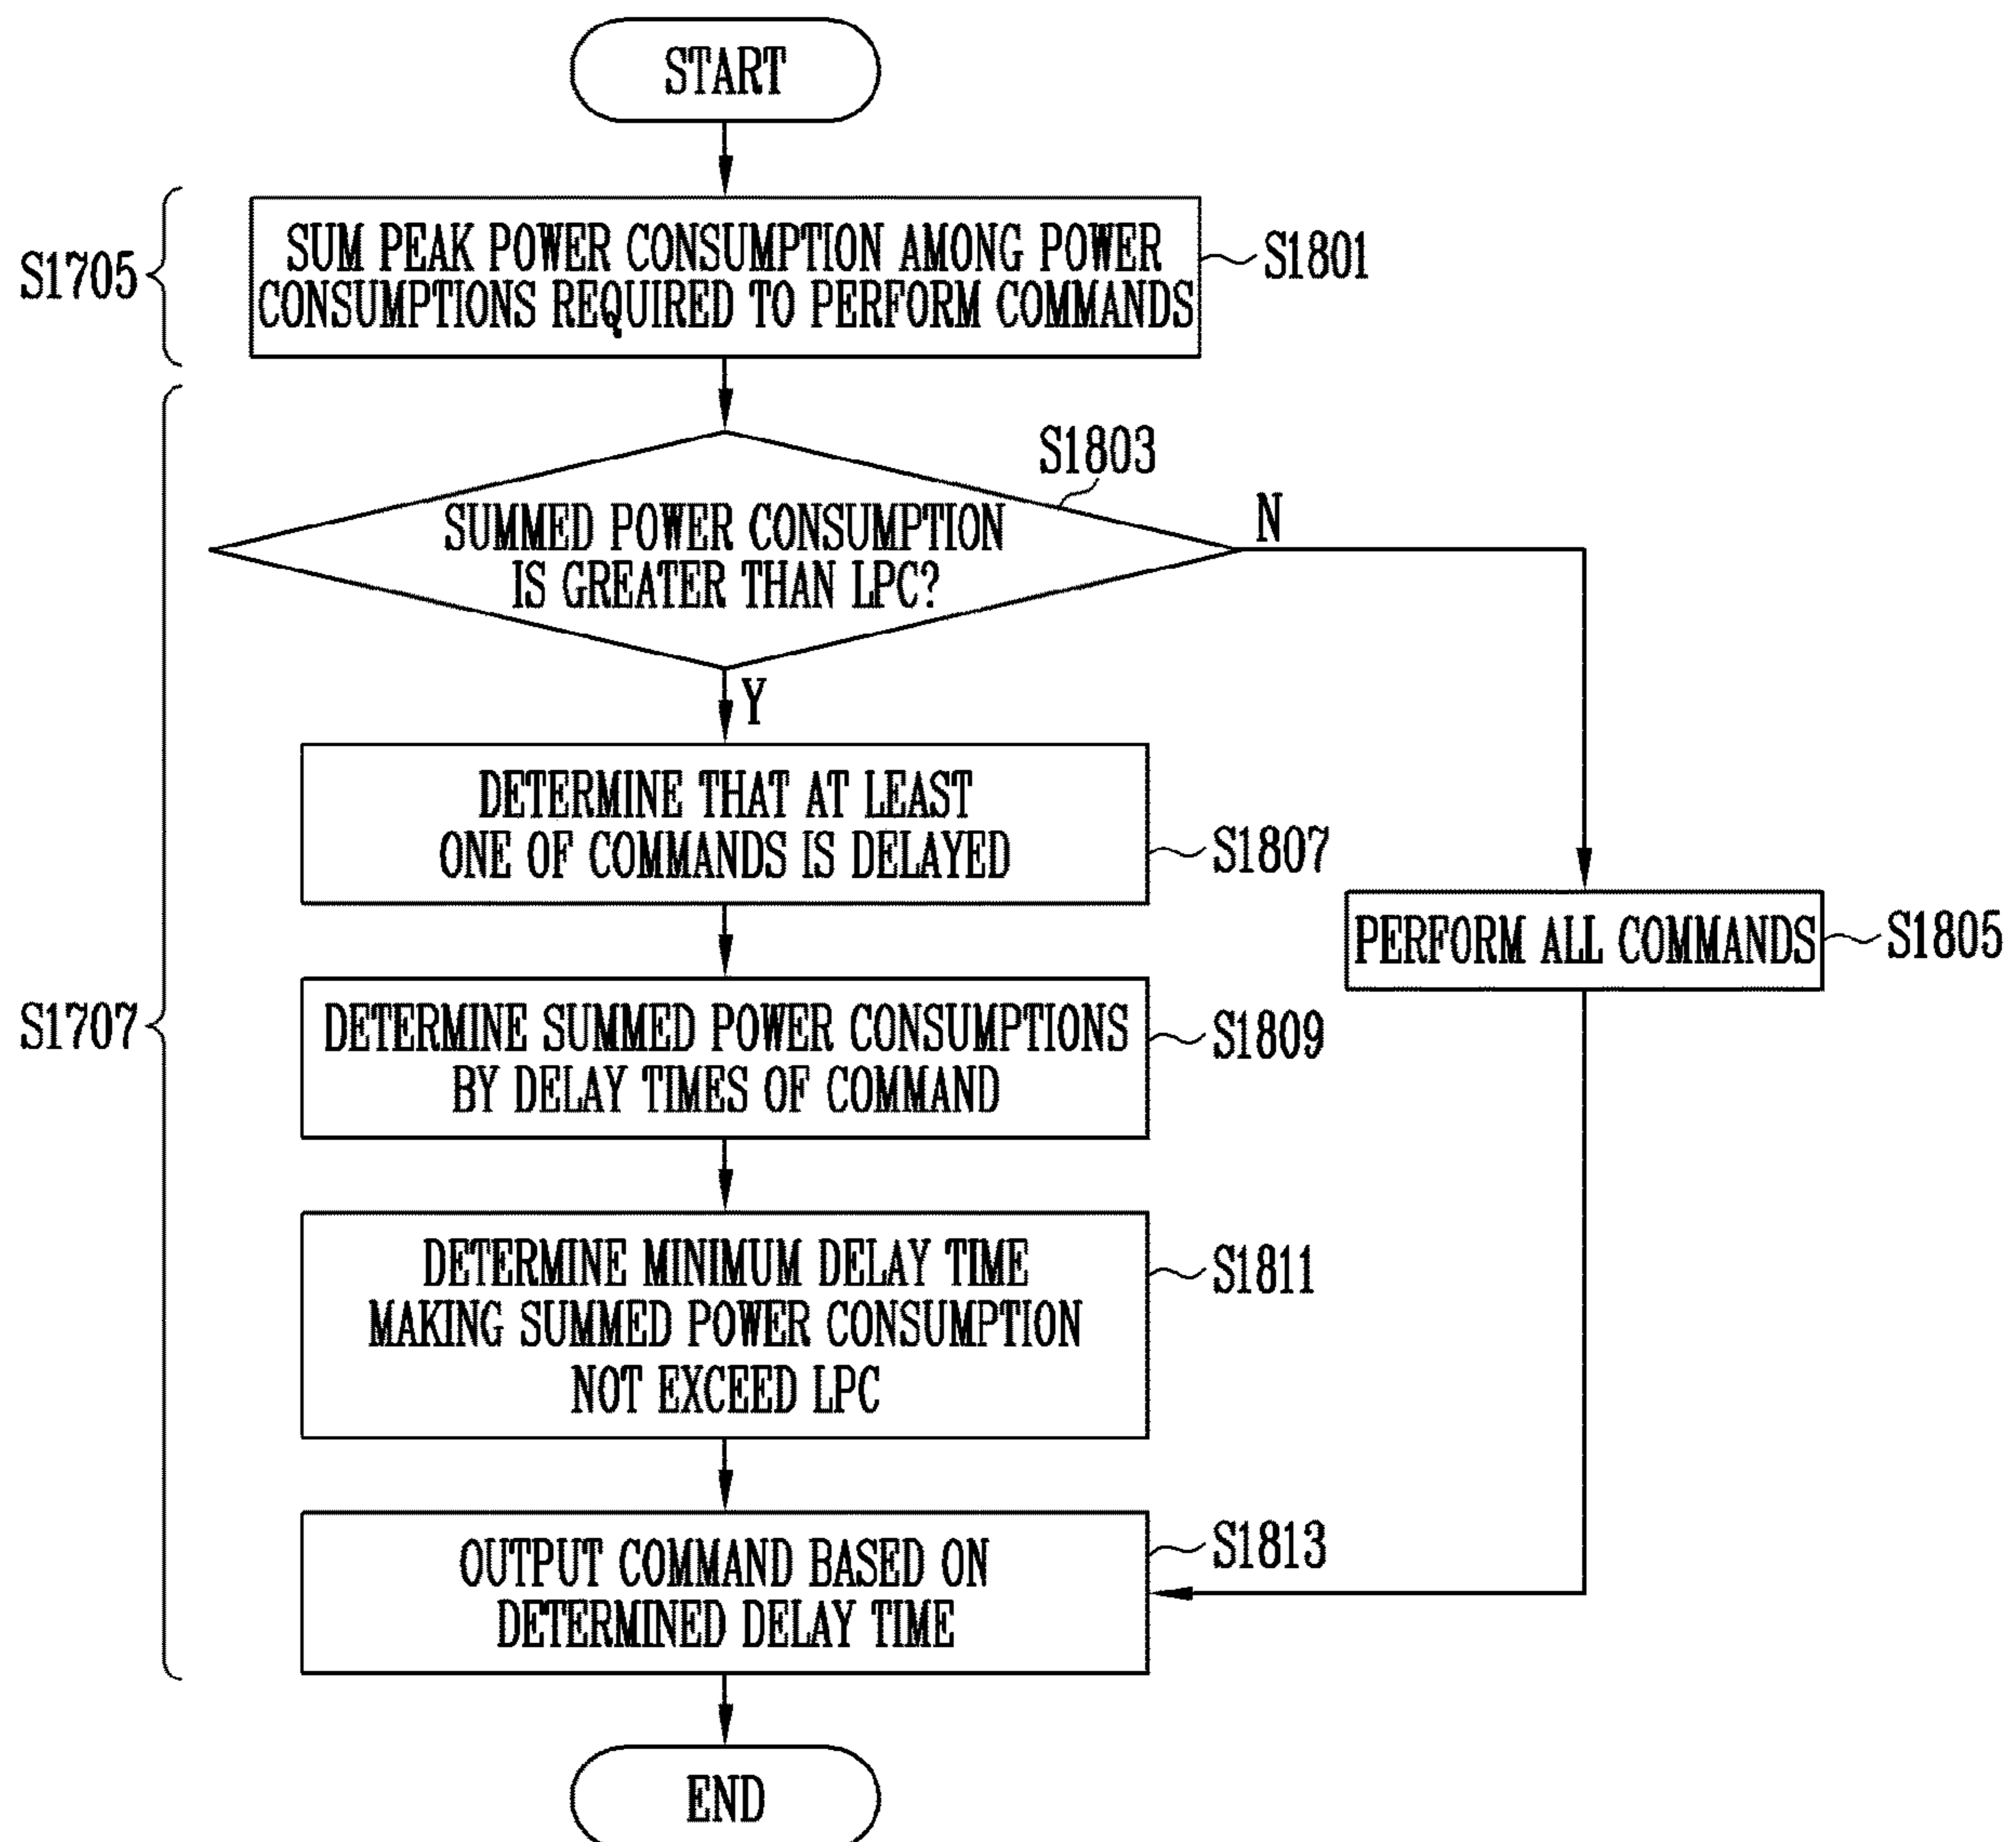 START
S1705
SUM PEAK POWER CONSUMPTION AMONG POWER
CONSUMPTIONS REQUIRED TO PERFORM COMMANDS
S1801
S1803
SUMMED POWER CONSUMPTION
IS GREATER THAN LPC?
N
Y
DETERMINE THAT AT LEAST
ONE OF COMMANDS IS DELAYED
S1807
PERFORM ALL COMMANDS
S1805
S1707
DETERMINE SUMMED POWER CONSUMPTIONS
BY DELAY TIMES OF COMMAND
S1809
DETERMINE MINIMUM DELAY TIME
MAKING SUMMED POWER CONSUMPTION
NOT EXCEED LPC
S1811
OUTPUT COMMAND BASED ON
DETERMINED DELAY TIME
S1813
END